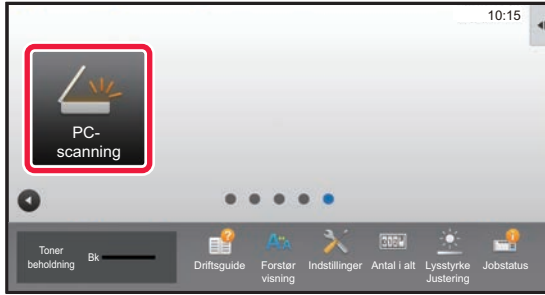 10:15
PC-
scanning
Toner
beholdning
Bk
Driftsguide
Forstør
visning
Indstillinger
Antal i alt
Lysstyrke
Justering
Jobstatus